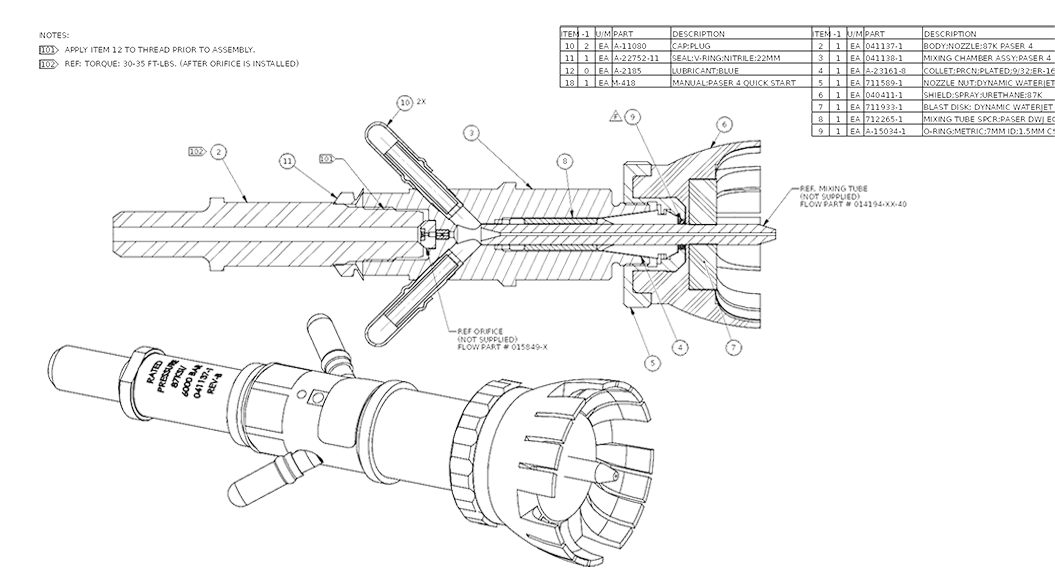 NOTES:
101 APPLY ITEM 12 TO THREAD PRIOR TO ASSEMBLY.
102 REF: TORQUE: 30-35 FT-LBS. (AFTER ORIFICE IS INSTALLED)
ITEM -1 U/M PART DESCRIPTION
10 2 EA A-11080 CAP;PLUG
11 1 EA A-22752-11 SEAL;V-RING;NITRILE;22MM
12 0 EA A-2185 LUBRICANT;BLUE
18 1 EA M-418 MANUAL;PASER 4 QUICK START
ITEM -1 U/M PART DESCRIPTION
2 1 EA 041137-1 BODY;NOZZLE;87K PASER 4
3 1 EA 041138-1 MIXING CHAMBER ASSY;PASER 4
4 1 EA A-23161-8 COLLET;PRCN;PLATED;9/32;ER-16
5 1 EA 711589-1 NOZZLE NUT;DYNAMIC WATERJET
6 1 EA 040411-1 SHIELD;SPRAY;URETHANE;87K
7 1 EA 711933-1 BLAST DISK; DYNAMIC WATERJET
8 1 EA 712265-1 MIXING TUBE SPCR;PASER DWJ EC
9 1 EA A-15034-1 O-RING;METRIC;7MM ID;1.5MM CS
10 2X
3
F 9
6
102 2
11
101
8
REF. MIXING TUBE
(NOT SUPPLIED)
FLOW PART # 014194-XX-40
REF ORIFICE
(NOT SUPPLIED)
FLOW PART # 015849-X
4
7
5
RATED
PRESSURE
87KSI/
6000 BAR
041137-1
REV-B